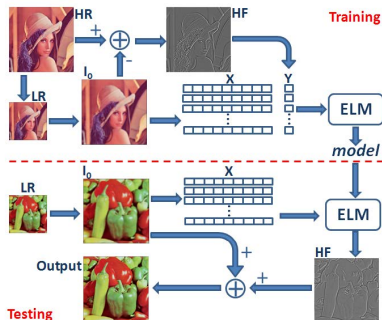 HR
HF
Training
+
-
I₀
X
Y
LR
ELM
model
LR
I₀
X
ELM
HF
+
Output
+
Testing